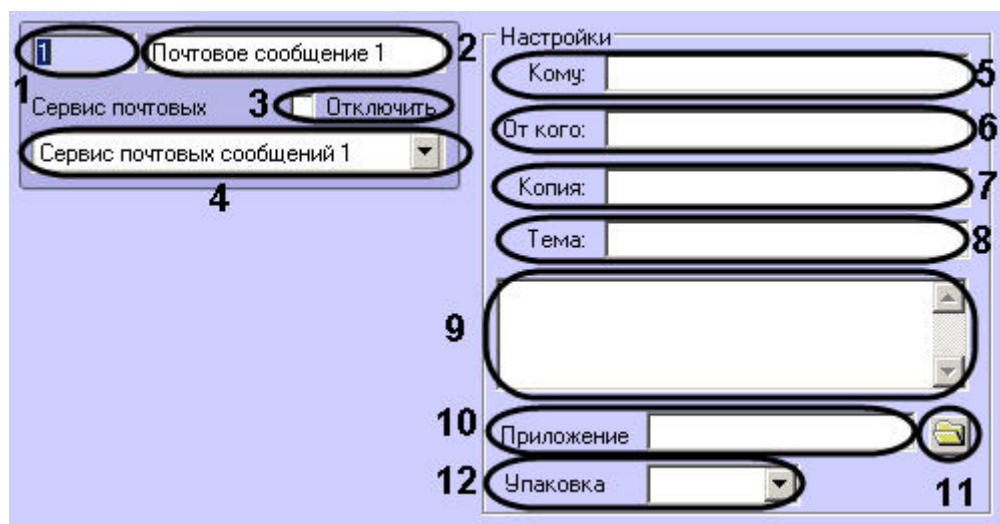 1 Почтовое сообщение 1 2
1
Сервис почтовых 3 Отключить
Сервис почтовых сообщений 1
4
Настройки
Кому: 5
От кого: 6
Копия: 7
Тема: 8
9
10 Приложение
11
12 Упаковка